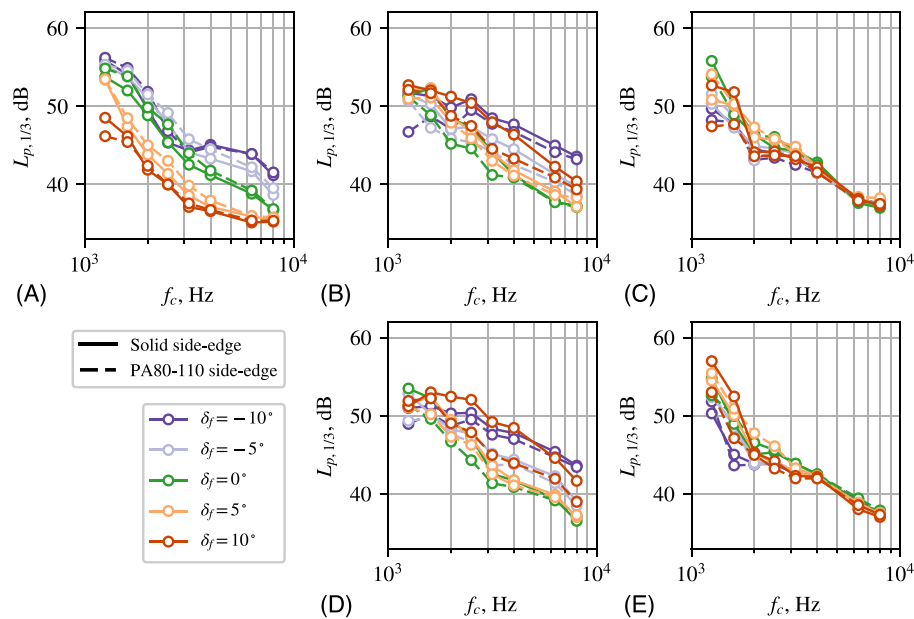 60
50
40
L_{p, 1/3}, dB
10^3
10^4
f_c, Hz
(A)
60
50
40
L_{p, 1/3}, dB
10^3
10^4
f_c, Hz
(B)
60
50
40
L_{p, 1/3}, dB
10^3
10^4
f_c, Hz
(C)
Solid side-edge
PA80-110 side-edge
δ_f = −10°
δ_f = −5°
δ_f = 0°
δ_f = 5°
δ_f = 10°
60
50
40
L_{p, 1/3}, dB
10^3
10^4
f_c, Hz
(D)
60
50
40
L_{p, 1/3}, dB
10^3
10^4
f_c, Hz
(E)